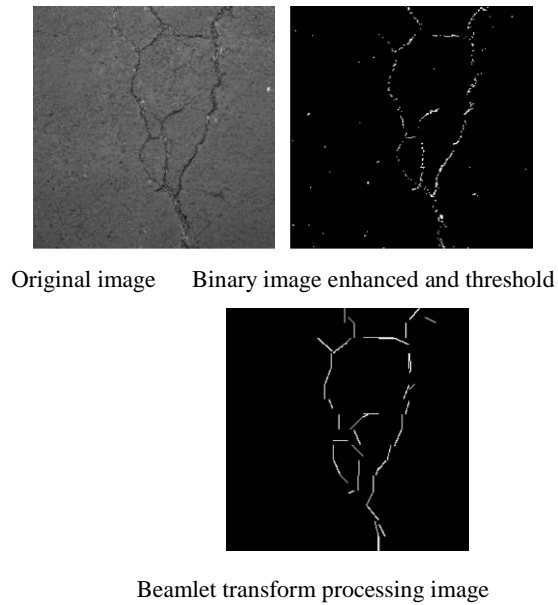 Original image
Binary image enhanced and threshold
Beamlet transform processing image